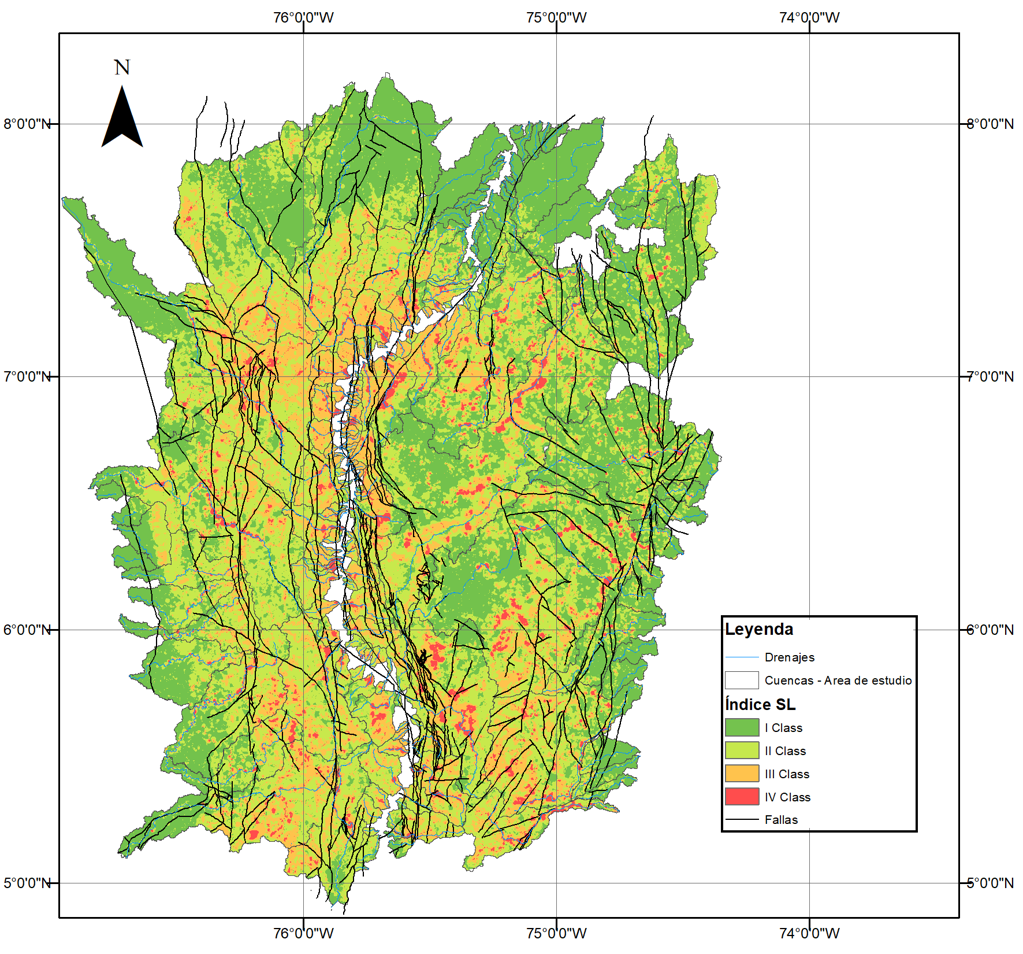 76°0'0"W 75°0'0"W 74°0'0"W
N
8°0'0"N 8°0'0"N
7°0'0"N 7°0'0"N
6°0'0"N 6°0'0"N
Leyenda
Drenajes
Cuencas - Area de estudio
Índice SL
I Class
II Class
III Class
IV Class
Fallas
5°0'0"N 5°0'0"N
76°0'0"W 75°0'0"W 74°0'0"W